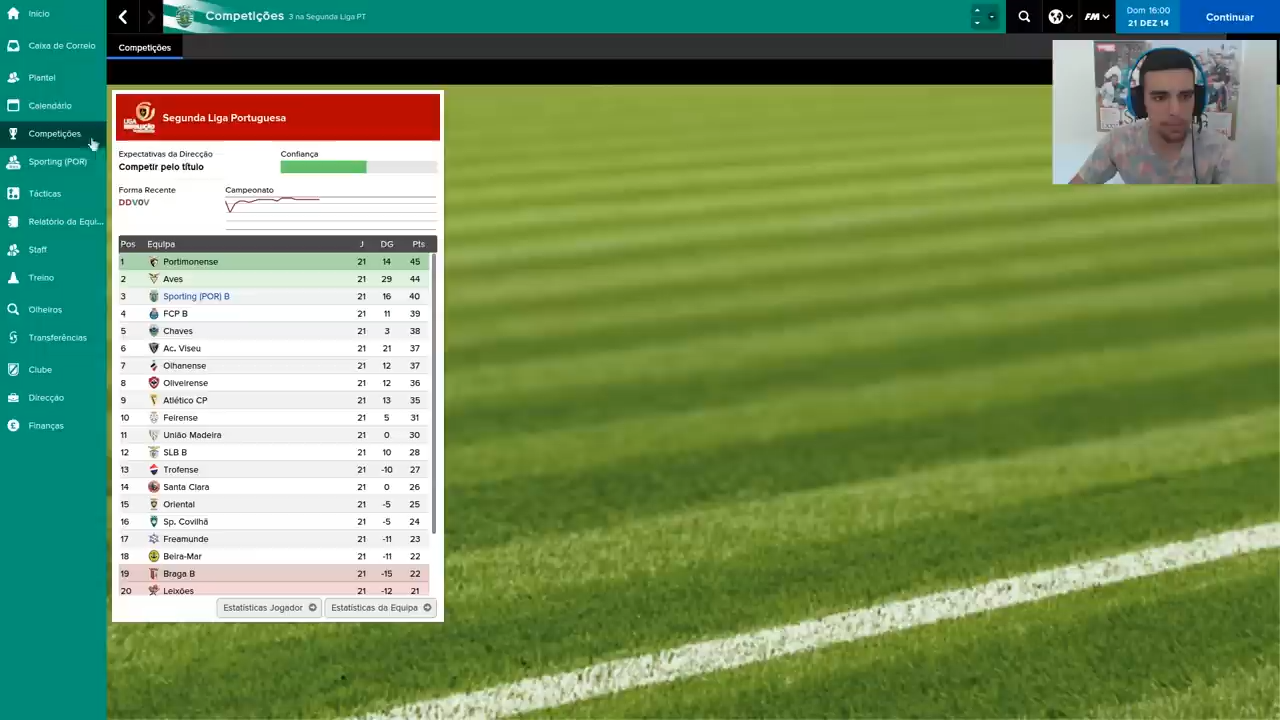 Início
Caixa de Correio
Plantel
Calendário
Competições
Sporting (POR)
Tácticas
Relatório da Equi...
Staff
Treino
Olheiros
Transferências
Clube
Direcção
Finanças
Competições 3 na Segunda Liga PT
FM
Dom 16:00
21 DEZ 14
Continuar
Competições
Segunda Liga Portuguesa
Expectativas da Direcção
Competir pelo título
Confiança
Forma Recente
DDV0V
Campeonato
Pos Equipa J DG Pts
1 Portimonense 21 14 45
2 Aves 21 29 44
3 Sporting (POR) B 21 16 40
4 FCP B 21 11 39
5 Chaves 21 3 38
6 Ac. Viseu 21 21 37
7 Olhanense 21 12 37
8 Oliveirense 21 12 36
9 Atlético CP 21 13 35
10 Feirense 21 5 31
11 União Madeira 21 0 30
12 SLB B 21 10 28
13 Trofense 21 -10 27
14 Santa Clara 21 0 26
15 Oriental 21 -5 25
16 Sp. Covilhã 21 -5 24
17 Freamunde 21 -11 23
18 Beira-Mar 21 -11 22
19 Braga B 21 -15 22
20 Leixões 21 -12 21
Estatísticas Jogador
Estatísticas da Equipa